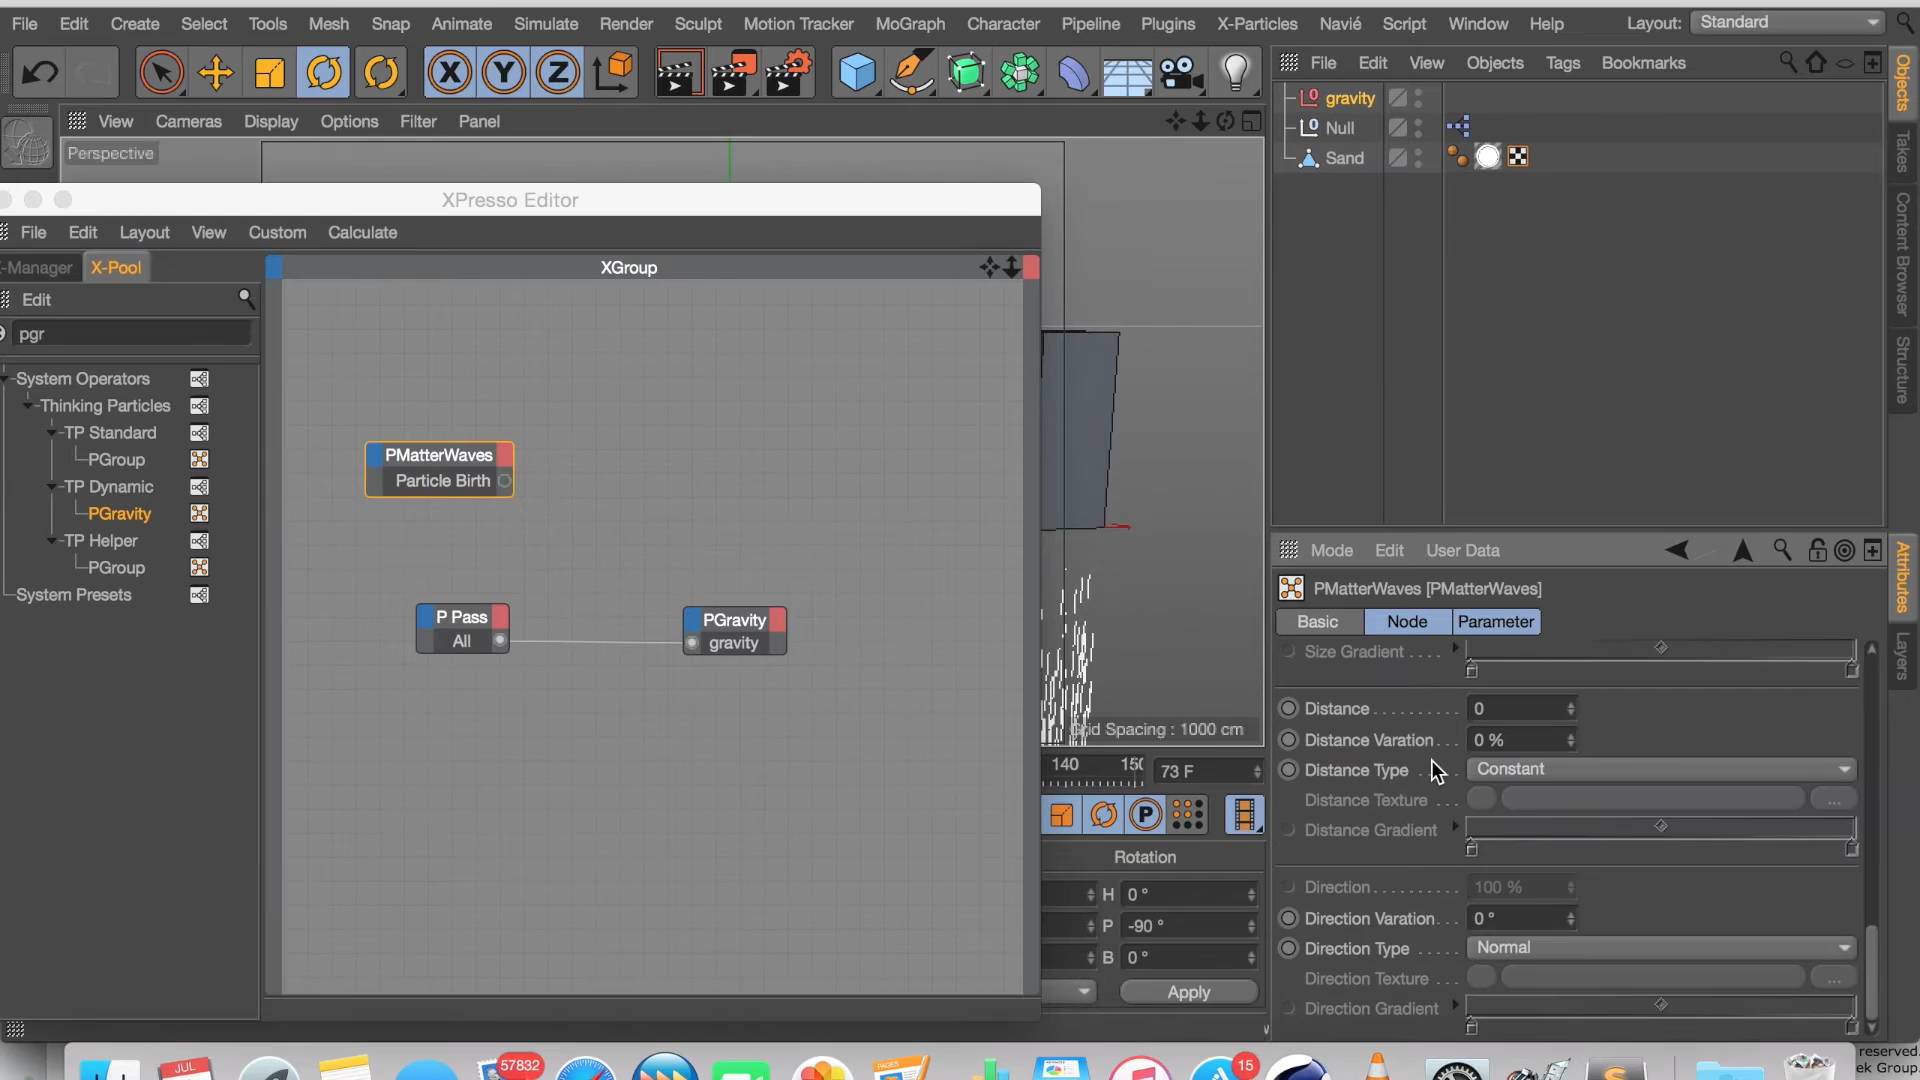 File Edit Create Select Tools Mesh Snap Animate Simulate Render Sculpt Motion Tracker MoGraph Character Pipeline Plugins X-Particles Navié Script Window Help Layout: Standard
X Y Z
File Edit View Objects Tags Bookmarks
View Cameras Display Options Filter Panel
Perspective
gravity
Null
Sand
Objects
Takes
Content Browser
Structure
XPresso Editor
File Edit Layout View Custom Calculate
-Manager X-Pool
XGroup
Edit
pgr
System Operators
Thinking Particles
TP Standard
PGroup
TP Dynamic
PGravity
TP Helper
PGroup
System Presets
PMatterWaves
Particle Birth
P Pass
All
PGravity
gravity
Grid Spacing : 1000 cm
140 150 73 F
P
Rotation
H 0 °
P -90 °
B 0 °
Apply
Mode Edit User Data
PMatterWaves [PMatterWaves]
Basic Node Parameter
Size Gradient . . . .
Distance . . . . . . . . . 0
Distance Varation . . . 0 %
Distance Type . . . Constant
Distance Texture . . . ...
Distance Gradient
Direction . . . . . . . . . 100 %
Direction Varation . . . 0 °
Direction Type . . . . . Normal
Direction Texture . . . ...
Direction Gradient
Attributes
Layers
JUL
57832
PAGES
15
S
reserved.
ek Group